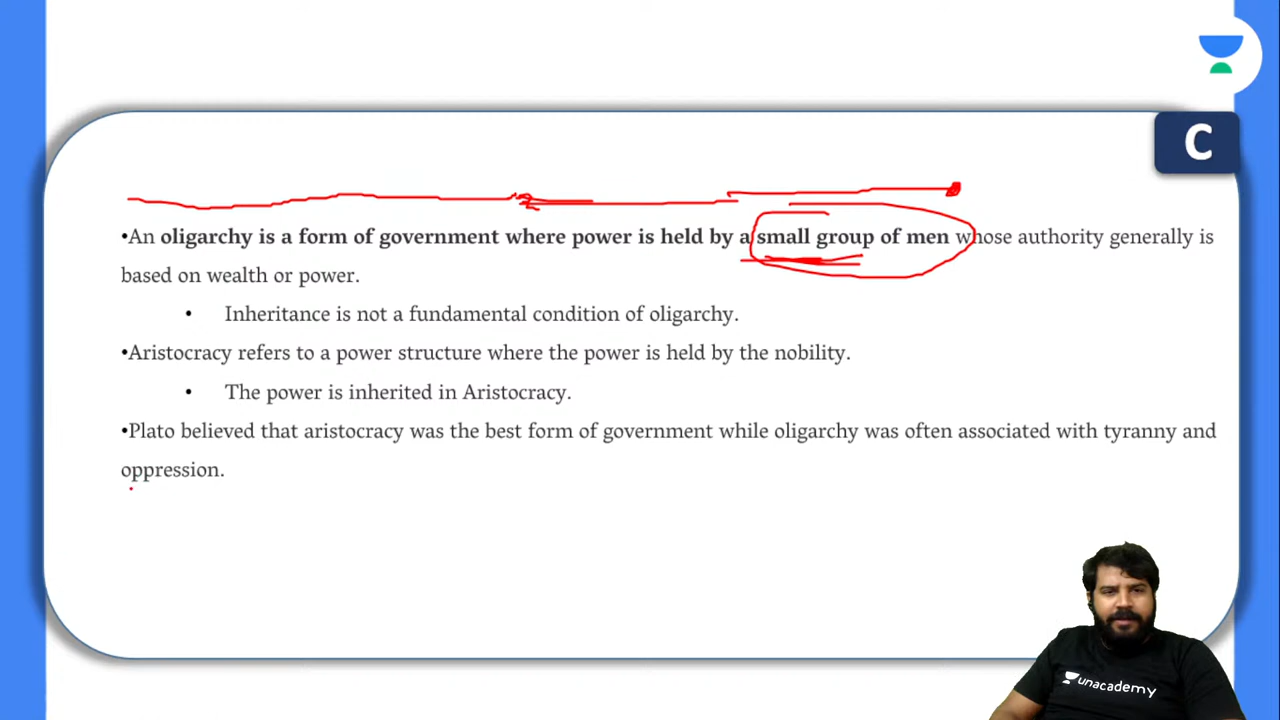 C
•An oligarchy is a form of government where power is held by a small group of men whose authority generally is
based on wealth or power.
• Inheritance is not a fundamental condition of oligarchy.
•Aristocracy refers to a power structure where the power is held by the nobility.
• The power is inherited in Aristocracy.
•Plato believed that aristocracy was the best form of government while oligarchy was often associated with tyranny and
oppression.
unacademy